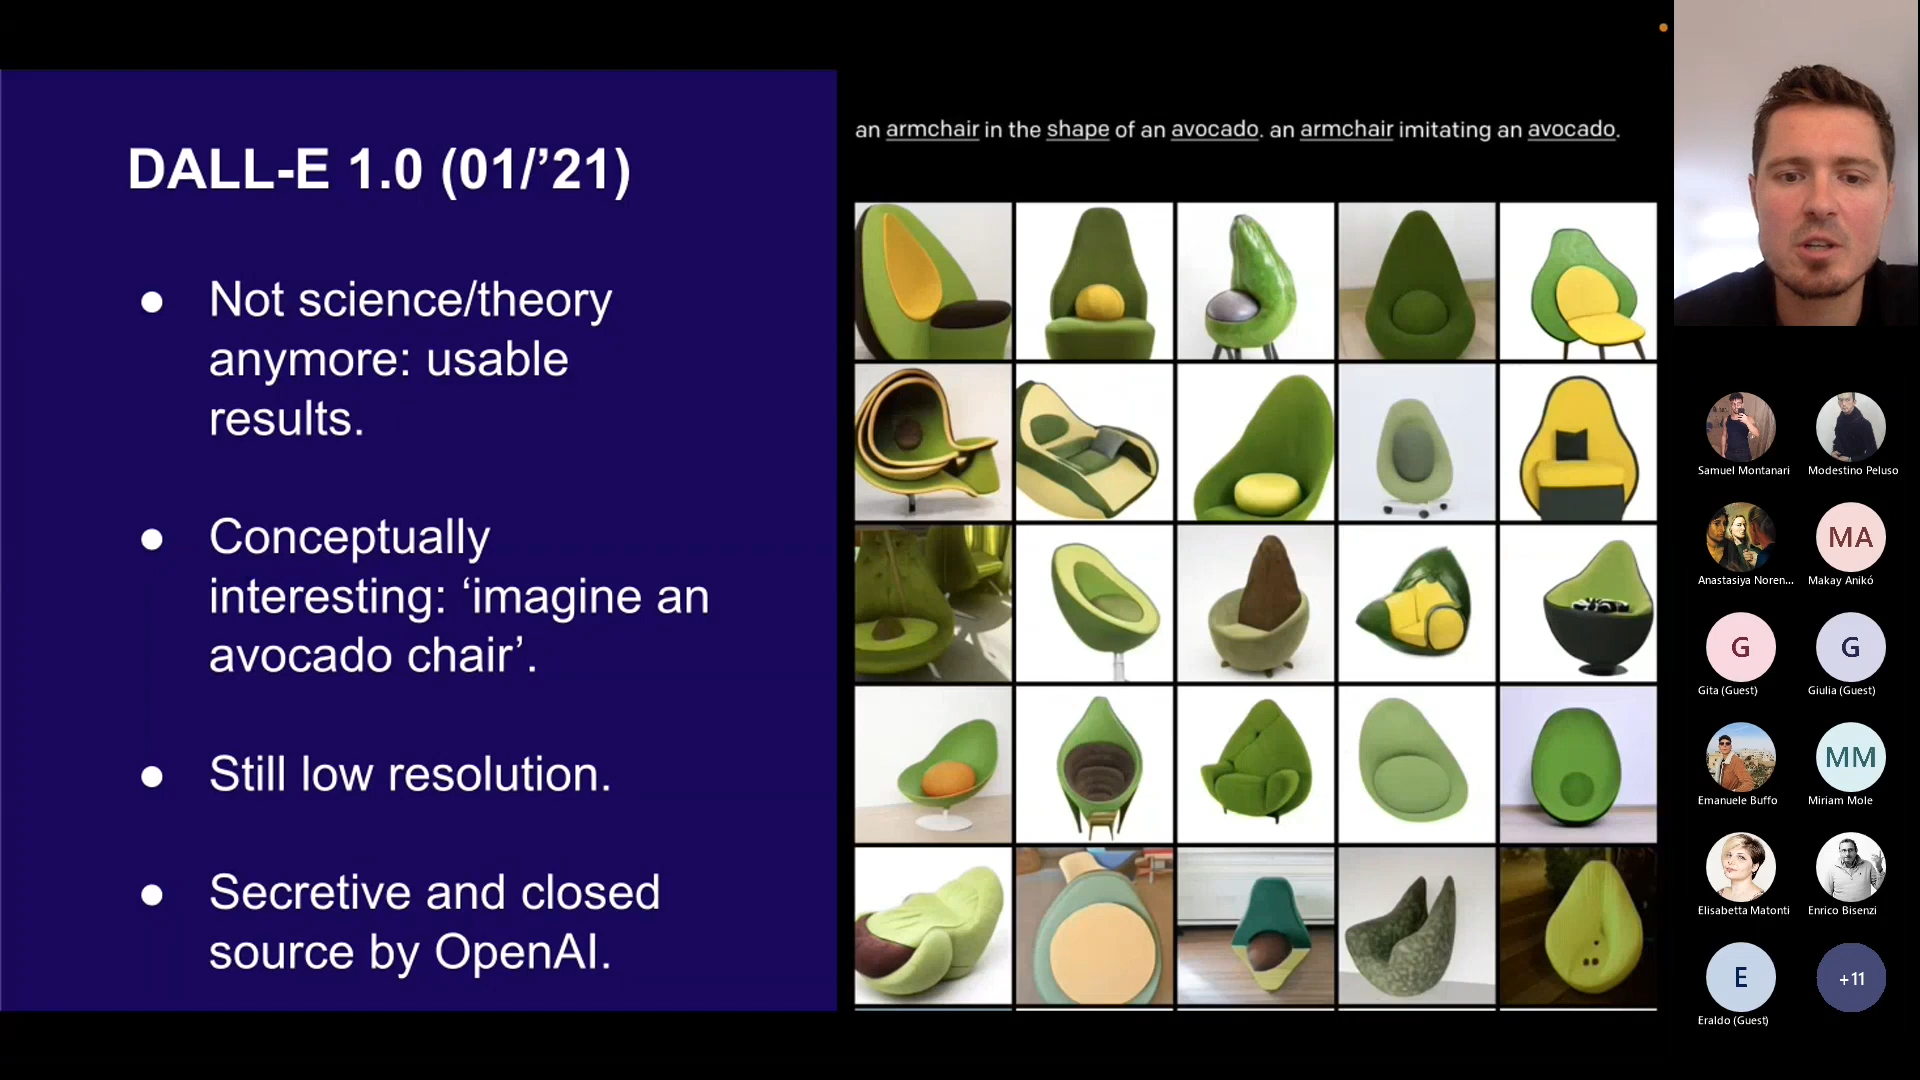 DALL-E 1.0 (01/’21)
● Not science/theory
anymore: usable
results.
● Conceptually
interesting: ‘imagine an
avocado chair’.
● Still low resolution.
● Secretive and closed
source by OpenAI.
an armchair in the shape of an avocado. an armchair imitating an avocado.
Samuel Montanari
Modestino Peluso
Anastasiya Noren...
MA
Makay Anikó
G
Gita (Guest)
G
Giulia (Guest)
Emanuele Buffo
MM
Miriam Mole
Elisabetta Matonti
Enrico Bisenzi
E
Eraldo (Guest)
+11